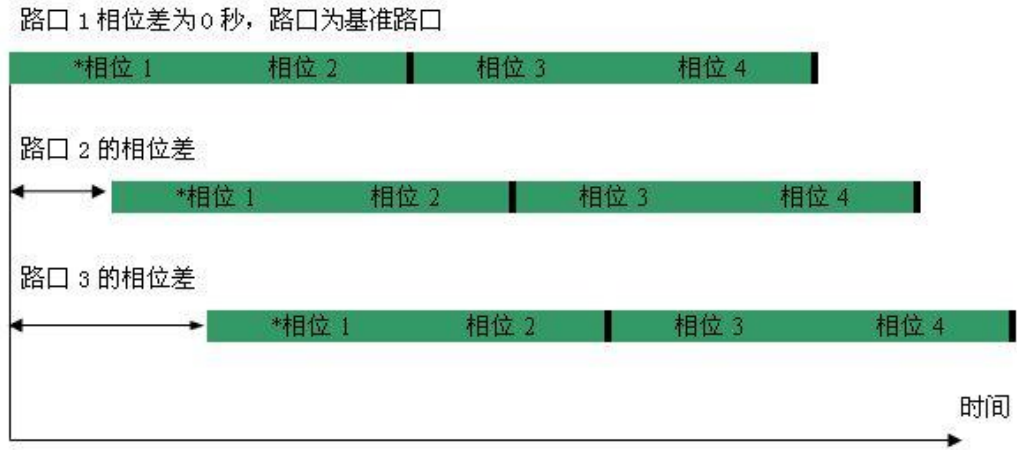 路口 1 相位差为 0 秒，路口为基准路口
*相位 1 相位 2 相位 3 相位 4
路口 2 的相位差
*相位 1 相位 2 相位 3 相位 4
路口 3 的相位差
*相位 1 相位 2 相位 3 相位 4
时间